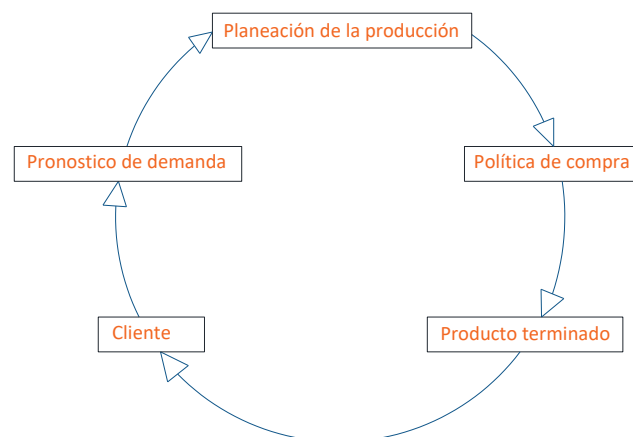 Planeación de la producción
Pronostico de demanda
Política de compra
Cliente
Producto terminado